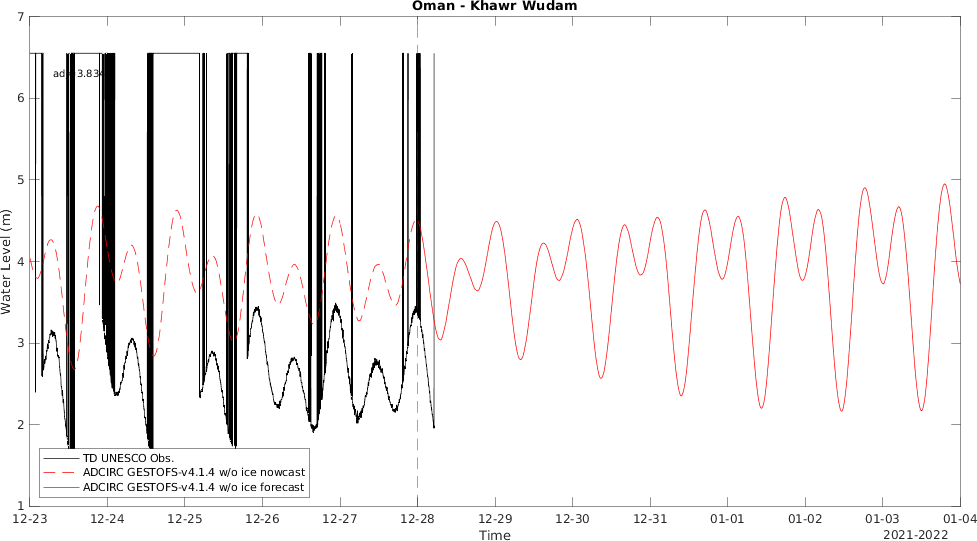 Oman - Khawr Wudam
7
6
5
4
3
2
1
Water Level (m)
TD UNESCO Obs.
ADCIRC GESTOFS-v4.1.4 w/o ice nowcast
ADCIRC GESTOFS-v4.1.4 w/o ice forecast
12-23 12-24 12-25 12-26 12-27 12-28 12-29 12-30 12-31 01-01 01-02 01-03 01-04
Time
2021-2022